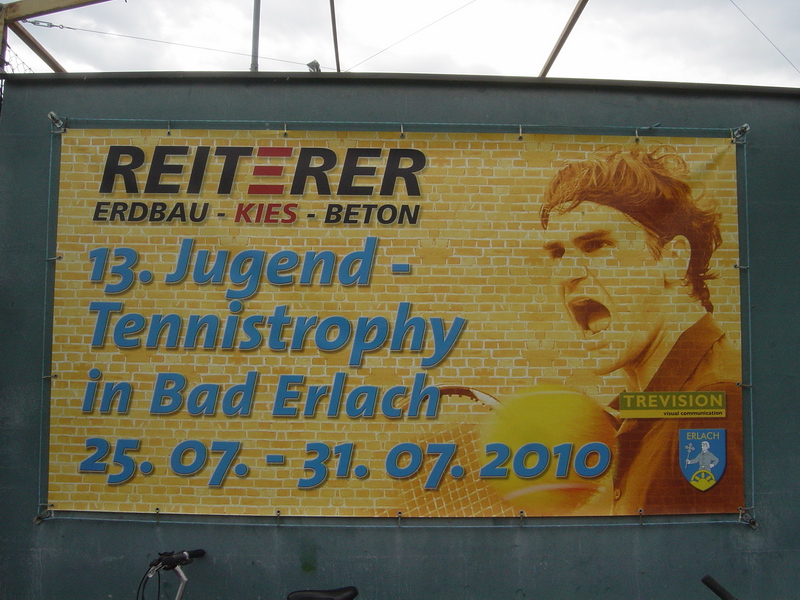 REITERER
ERDBAU - KIES - BETON
13. Jugend -
Tennistrophy
in Bad Erlach
25. 07. - 31. 07. 2010
TREVISION
visual communication
ERLACH